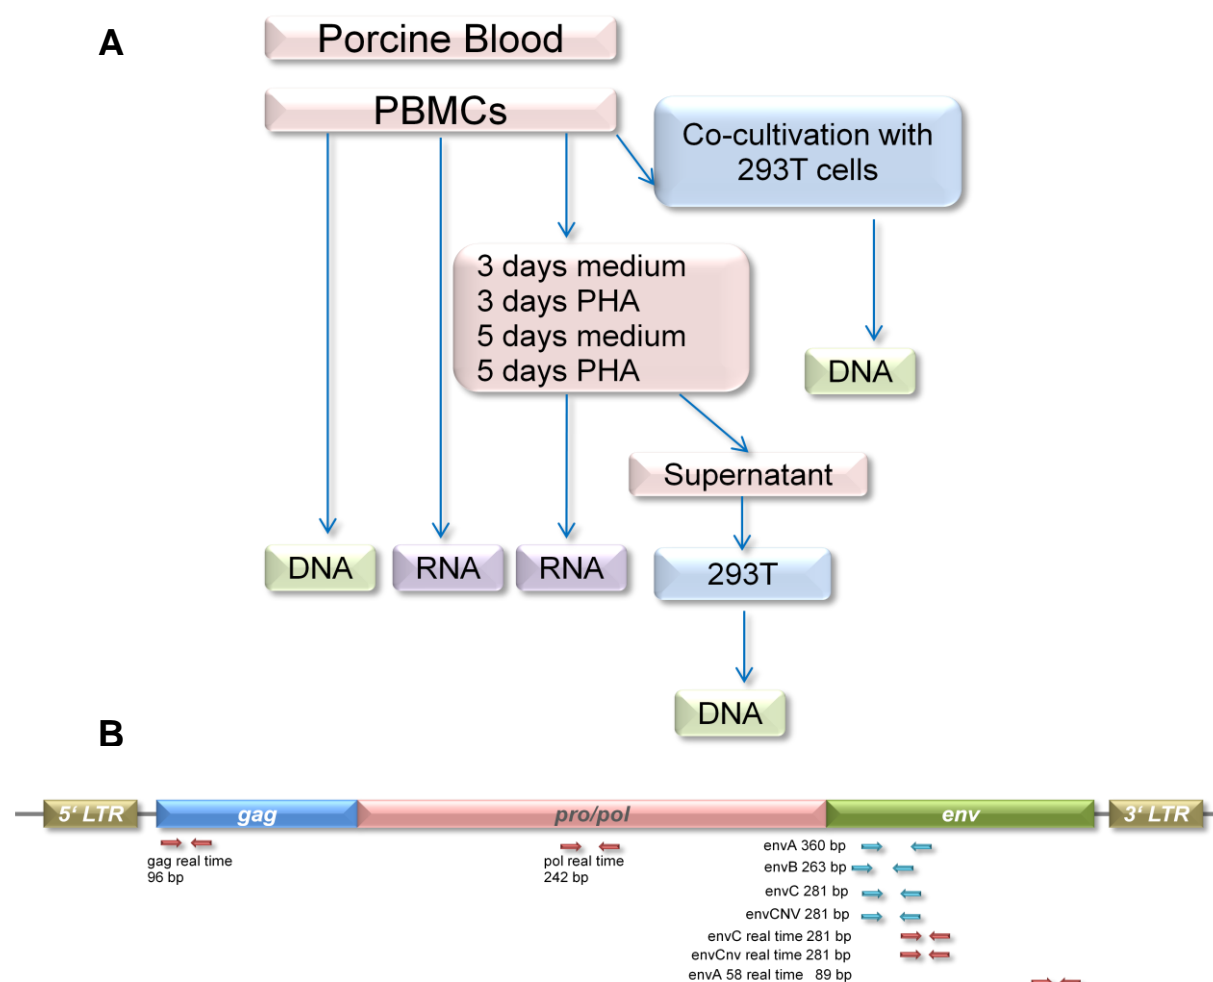 A
Porcine Blood
PBMCs
Co-cultivation with
293T cells
3 days medium
3 days PHA
5 days medium
5 days PHA
DNA
Supernatant
DNA
RNA
RNA
293T
DNA
B
5‘ LTR
gag
pro/pol
env
3‘ LTR
gag real time
96 bp
pol real time
242 bp
envA 360 bp
envB 263 bp
envC 281 bp
envCNV 281 bp
envC real time 281 bp
envCnv real time 281 bp
envA 58 real time 89 bp